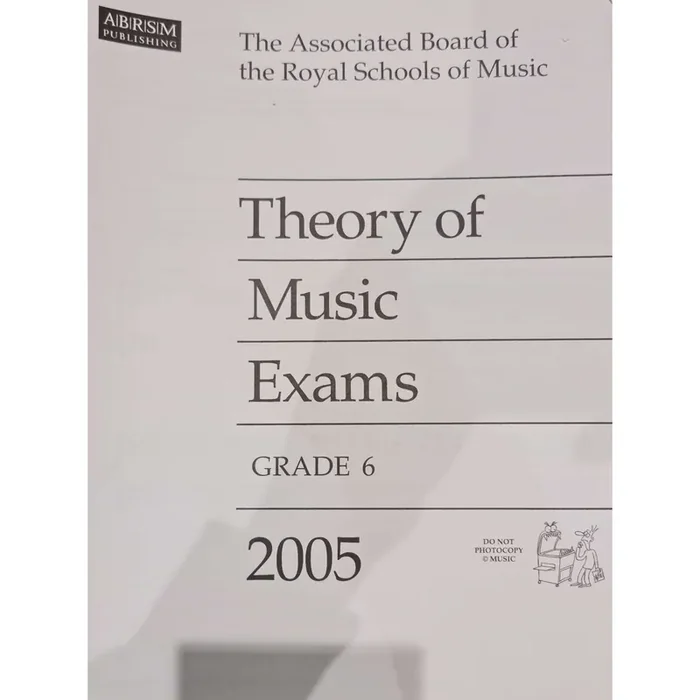 ABRSM
PUBLISHING
The Associated Board of
the Royal Schools of Music
Theory of
Music
Exams
GRADE 6
2005
DO NOT
PHOTOCOPY
© MUSIC